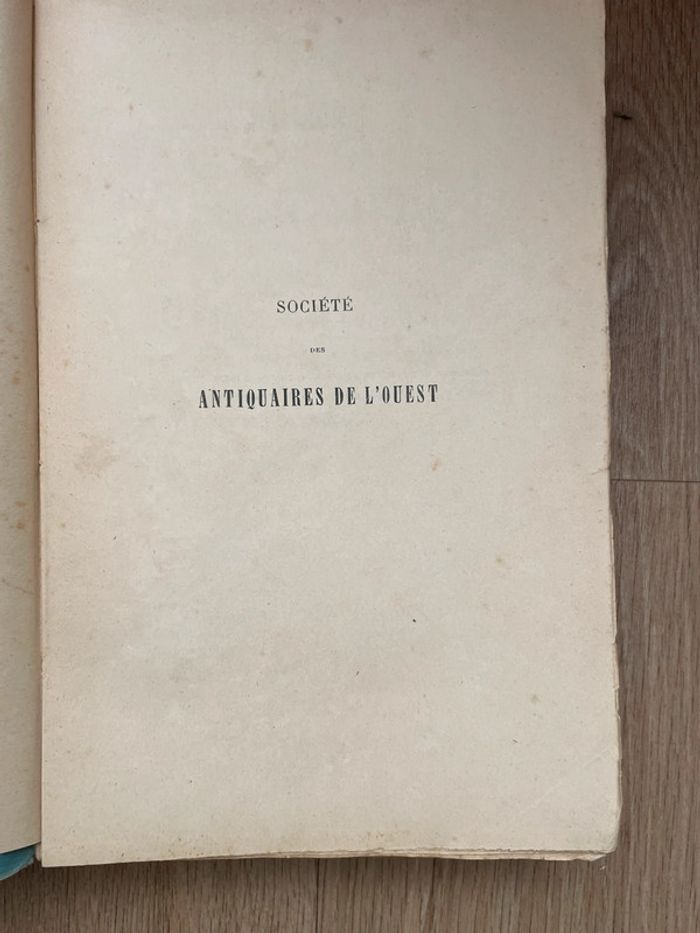 SOCIÉTÉ
DES
ANTIQUAIRES DE L'OUEST